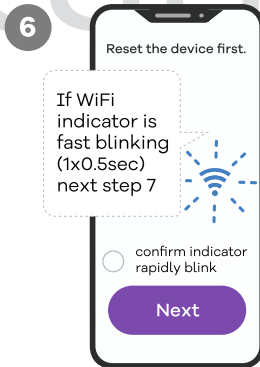 6
Reset the device first.
If WiFi
indicator is
fast blinking
(1x0.5sec)
next step 7
confirm indicator
rapidly blink
Next